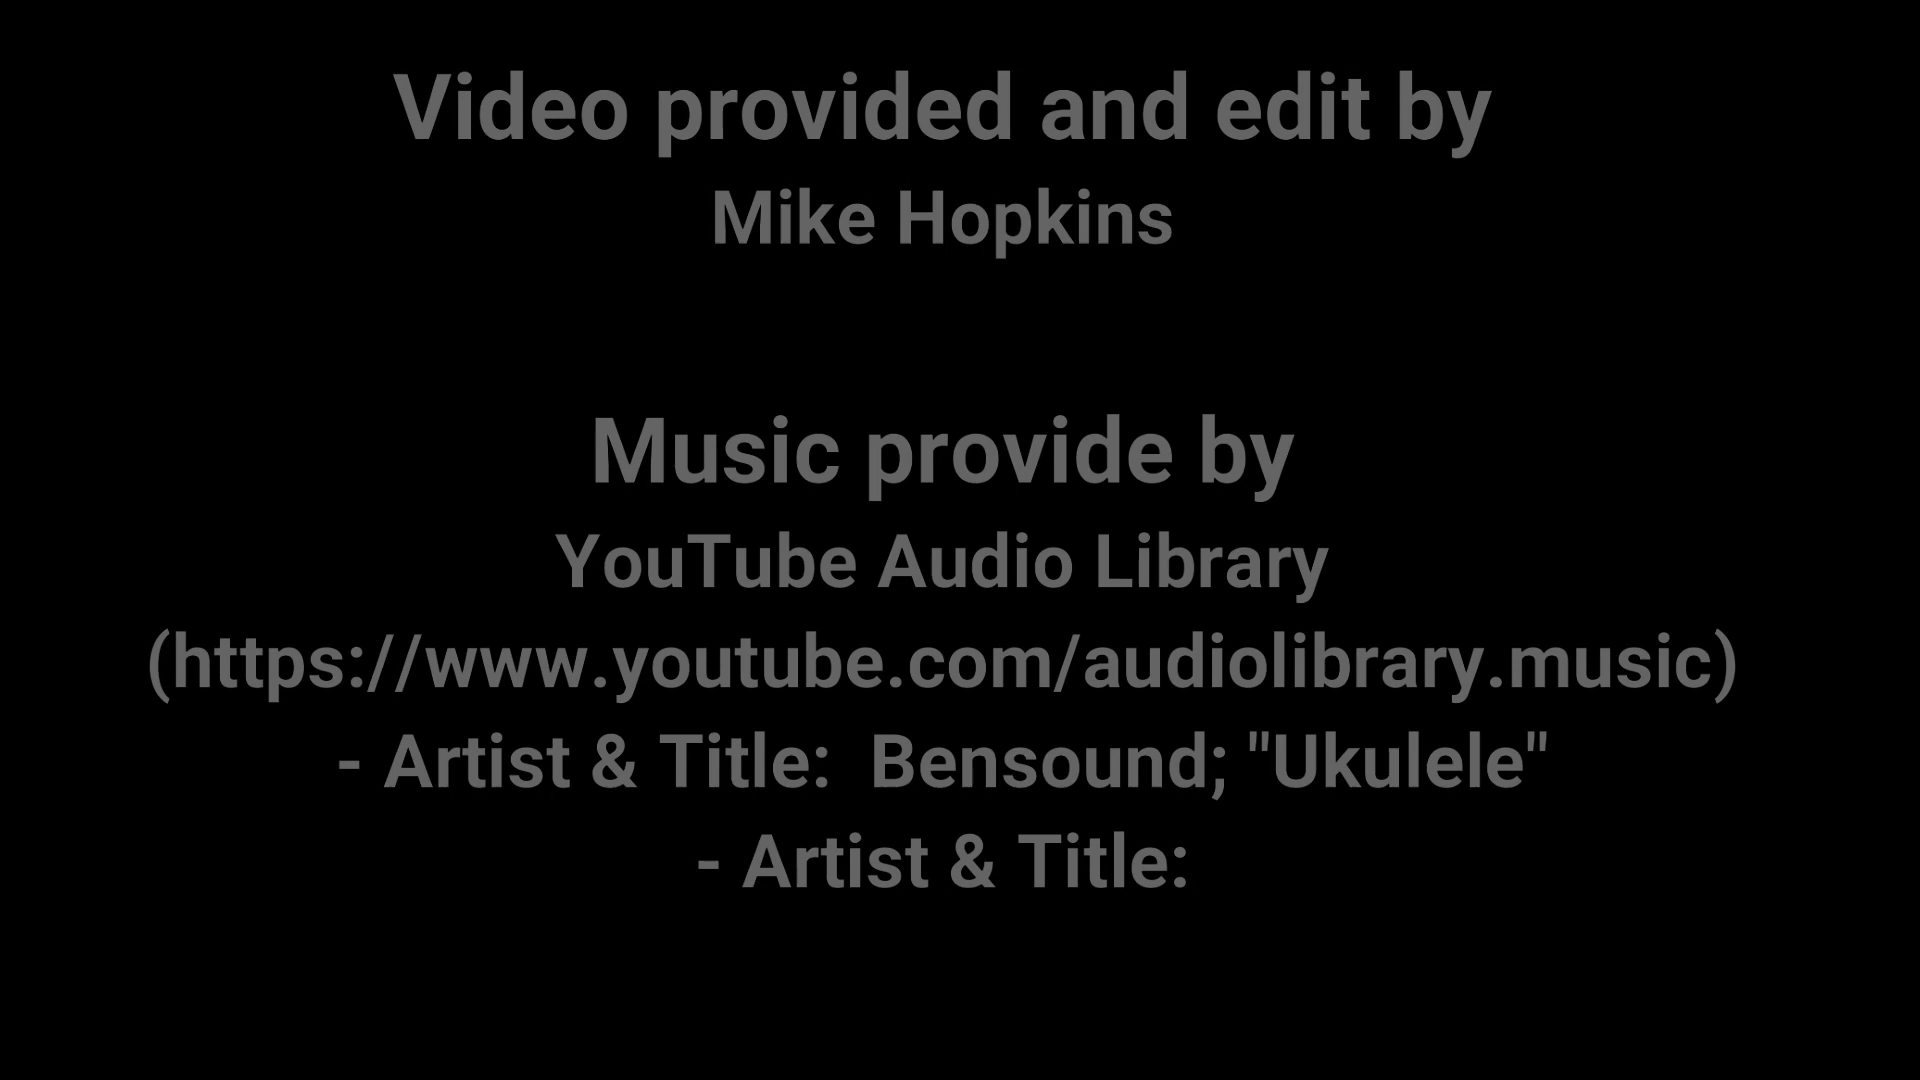 Video provided and edit by
Mike Hopkins
Music provide by
YouTube Audio Library
(https://www.youtube.com/audiolibrary.music)
- Artist & Title:  Bensound; "Ukulele"
- Artist & Title: